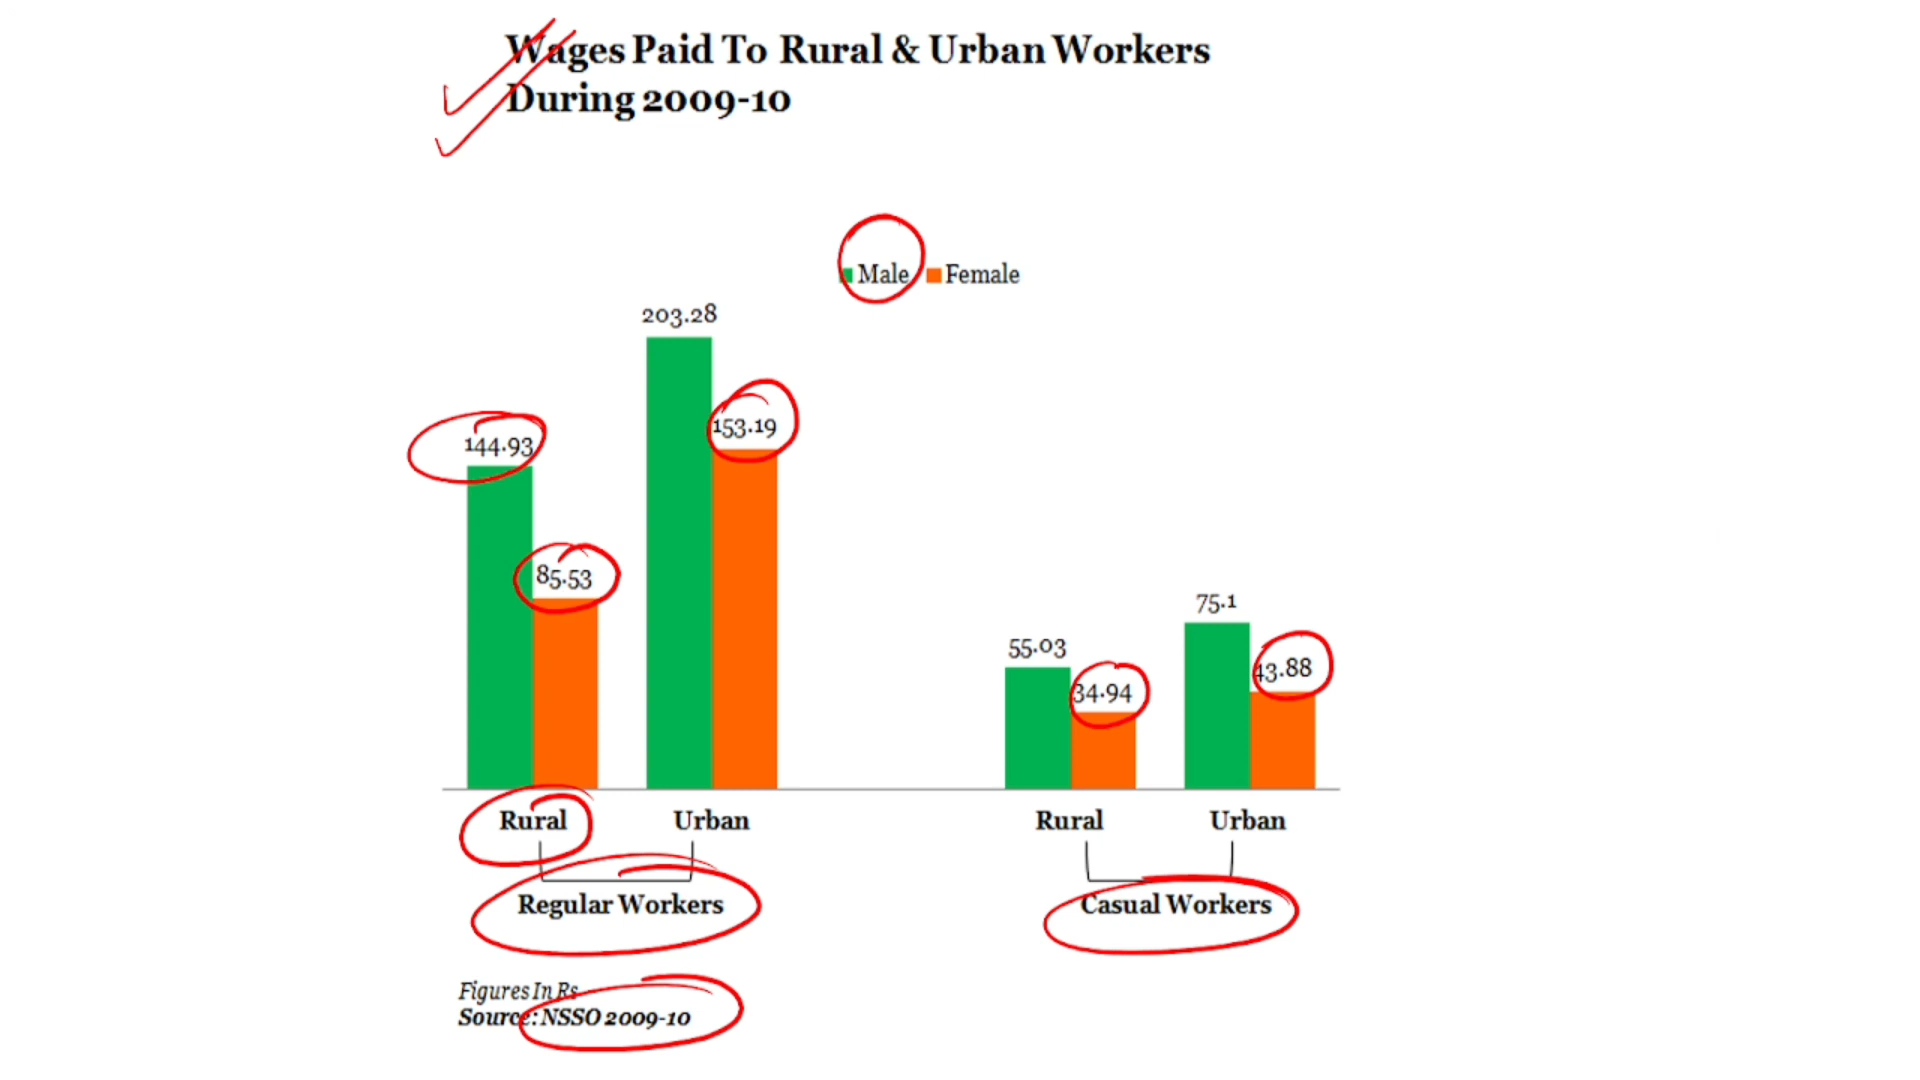 Wages Paid To Rural & Urban Workers
During 2009-10
Male Female
203.28
153.19
144.93
85.53
75.1
55.03
43.88
34.94
Rural Urban Rural Urban
Regular Workers Casual Workers
Figures In Rs
Source: NSSO 2009-10